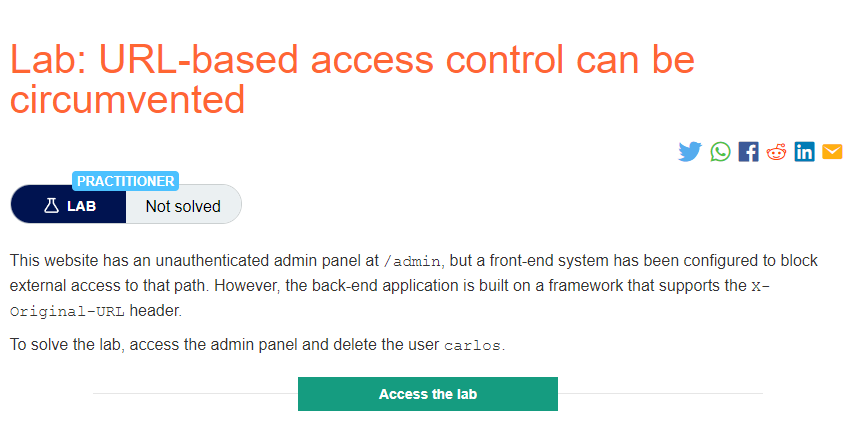 Lab: URL-based access control can be
circumvented
PRACTITIONER
LAB Not solved
This website has an unauthenticated admin panel at /admin, but a front-end system has been configured to block
external access to that path. However, the back-end application is built on a framework that supports the X-
Original-URL header.
To solve the lab, access the admin panel and delete the user carlos.
Access the lab